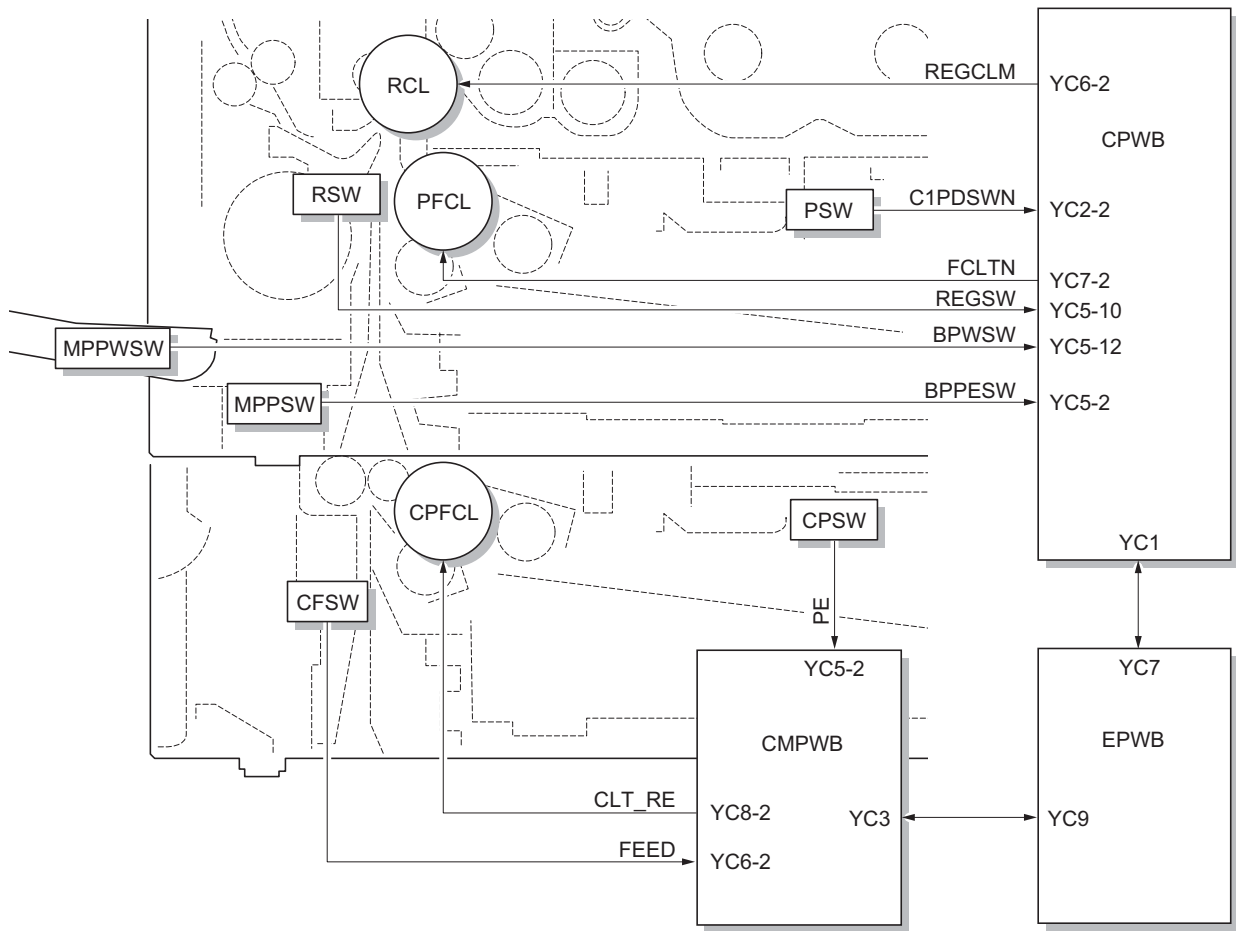 RCL
REGCLM
YC6-2
CPWB
RSW
PFCL
PSW
C1PDSWN
YC2-2
FCLTN
YC7-2
REGSW
YC5-10
MPPWSW
BPWSW
YC5-12
MPPSW
BPPESW
YC5-2
CPFCL
CPSW
YC1
CFSW
PE
YC5-2
YC7
CMPWB
EPWB
CLT_RE
YC8-2
YC3
YC9
FEED
YC6-2